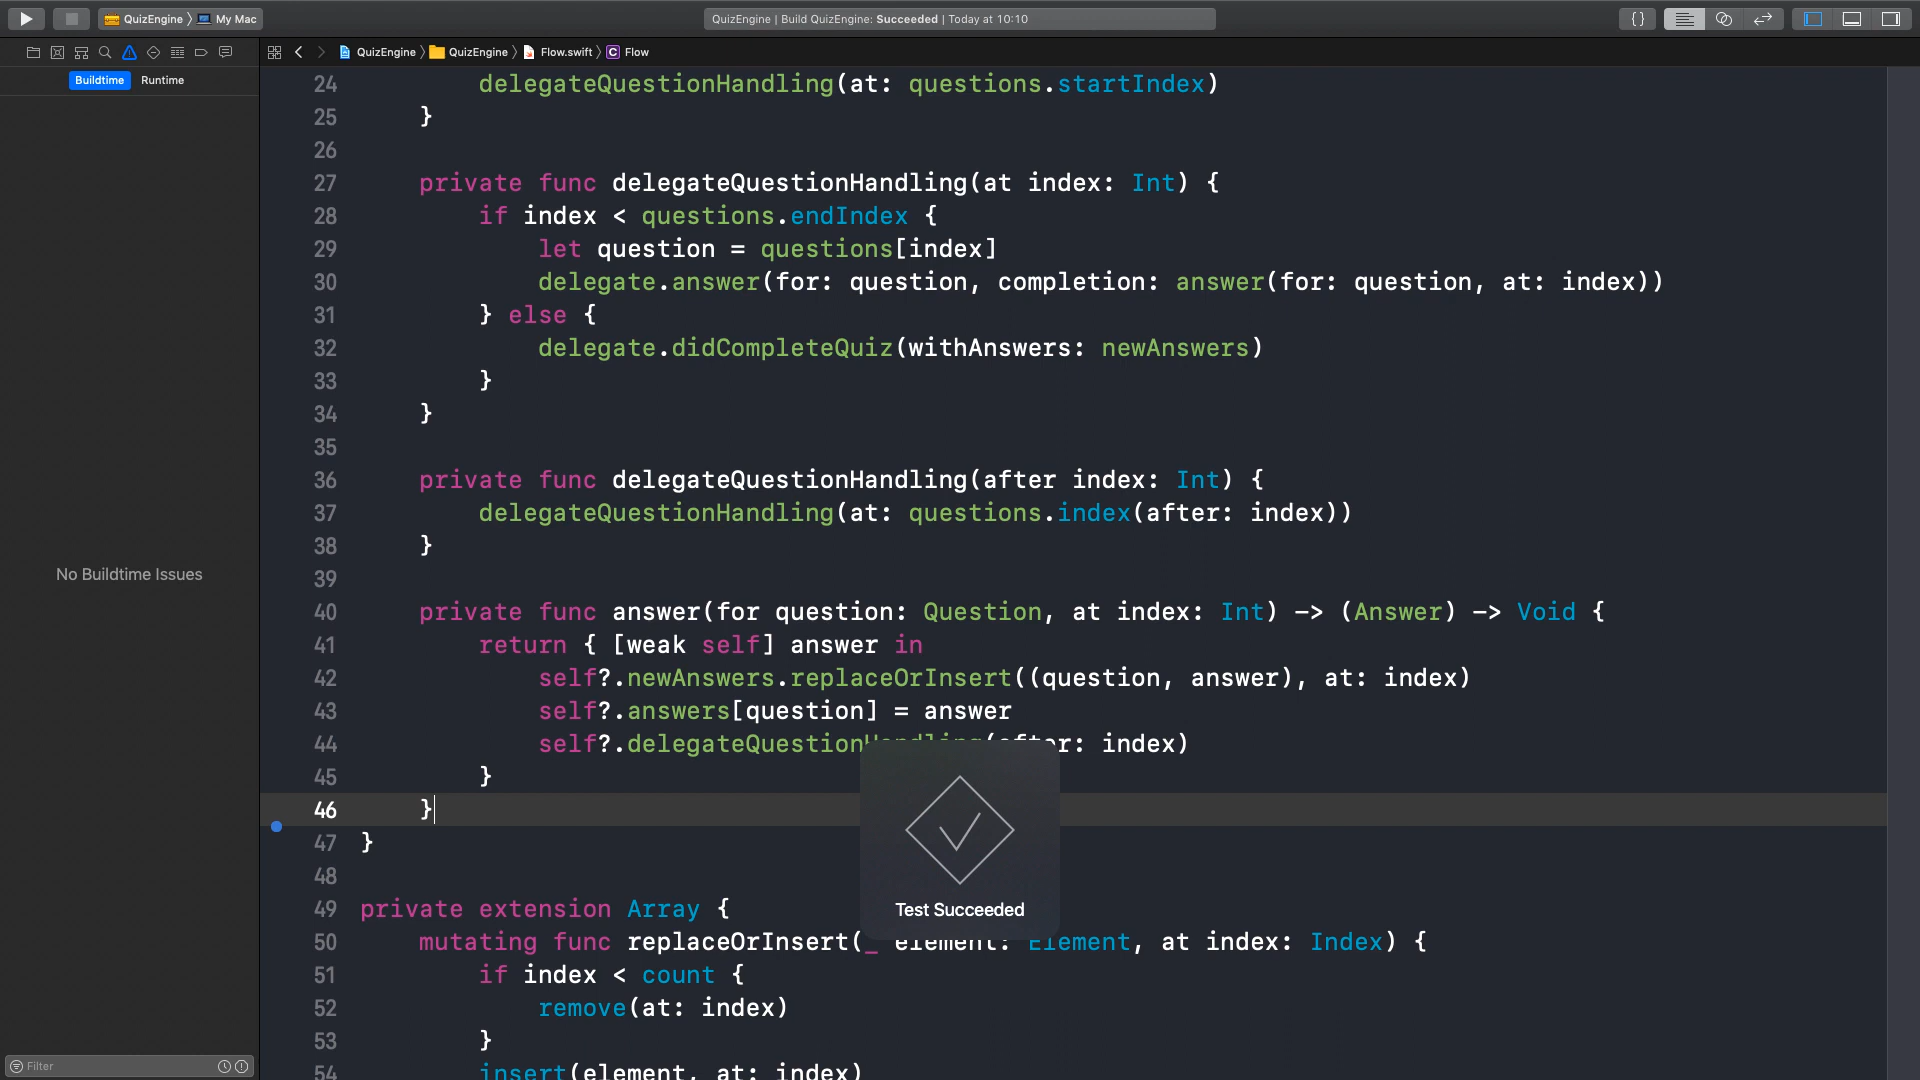 QuizEngine
My Mac
QuizEngine | Build QuizEngine: Succeeded | Today at 10:10
{}
QuizEngine
QuizEngine
Flow.swift
C Flow
Buildtime
Runtime
24 delegateQuestionHandling(at: questions.startIndex)
25 }
26
27 private func delegateQuestionHandling(at index: Int) {
28 if index < questions.endIndex {
29 let question = questions[index]
30 delegate.answer(for: question, completion: answer(for: question, at: index))
31 } else {
32 delegate.didCompleteQuiz(withAnswers: newAnswers)
33 }
34 }
35
36 private func delegateQuestionHandling(after index: Int) {
37 delegateQuestionHandling(at: questions.index(after: index))
38 }
39
40 private func answer(for question: Question, at index: Int) -> (Answer) -> Void {
41 return { [weak self] answer in
42 self?.newAnswers.replaceOrInsert((question, answer), at: index)
43 self?.answers[question] = answer
44 self?.delegateQuestionHandling(after: index)
45 }
46 }
47 }
48
49 private extension Array {
50 mutating func replaceOrInsert(_ element: Element, at index: Index) {
51 if index < count {
52 remove(at: index)
53 }
54 insert(element, at: index)
No Buildtime Issues
Test Succeeded
Filter